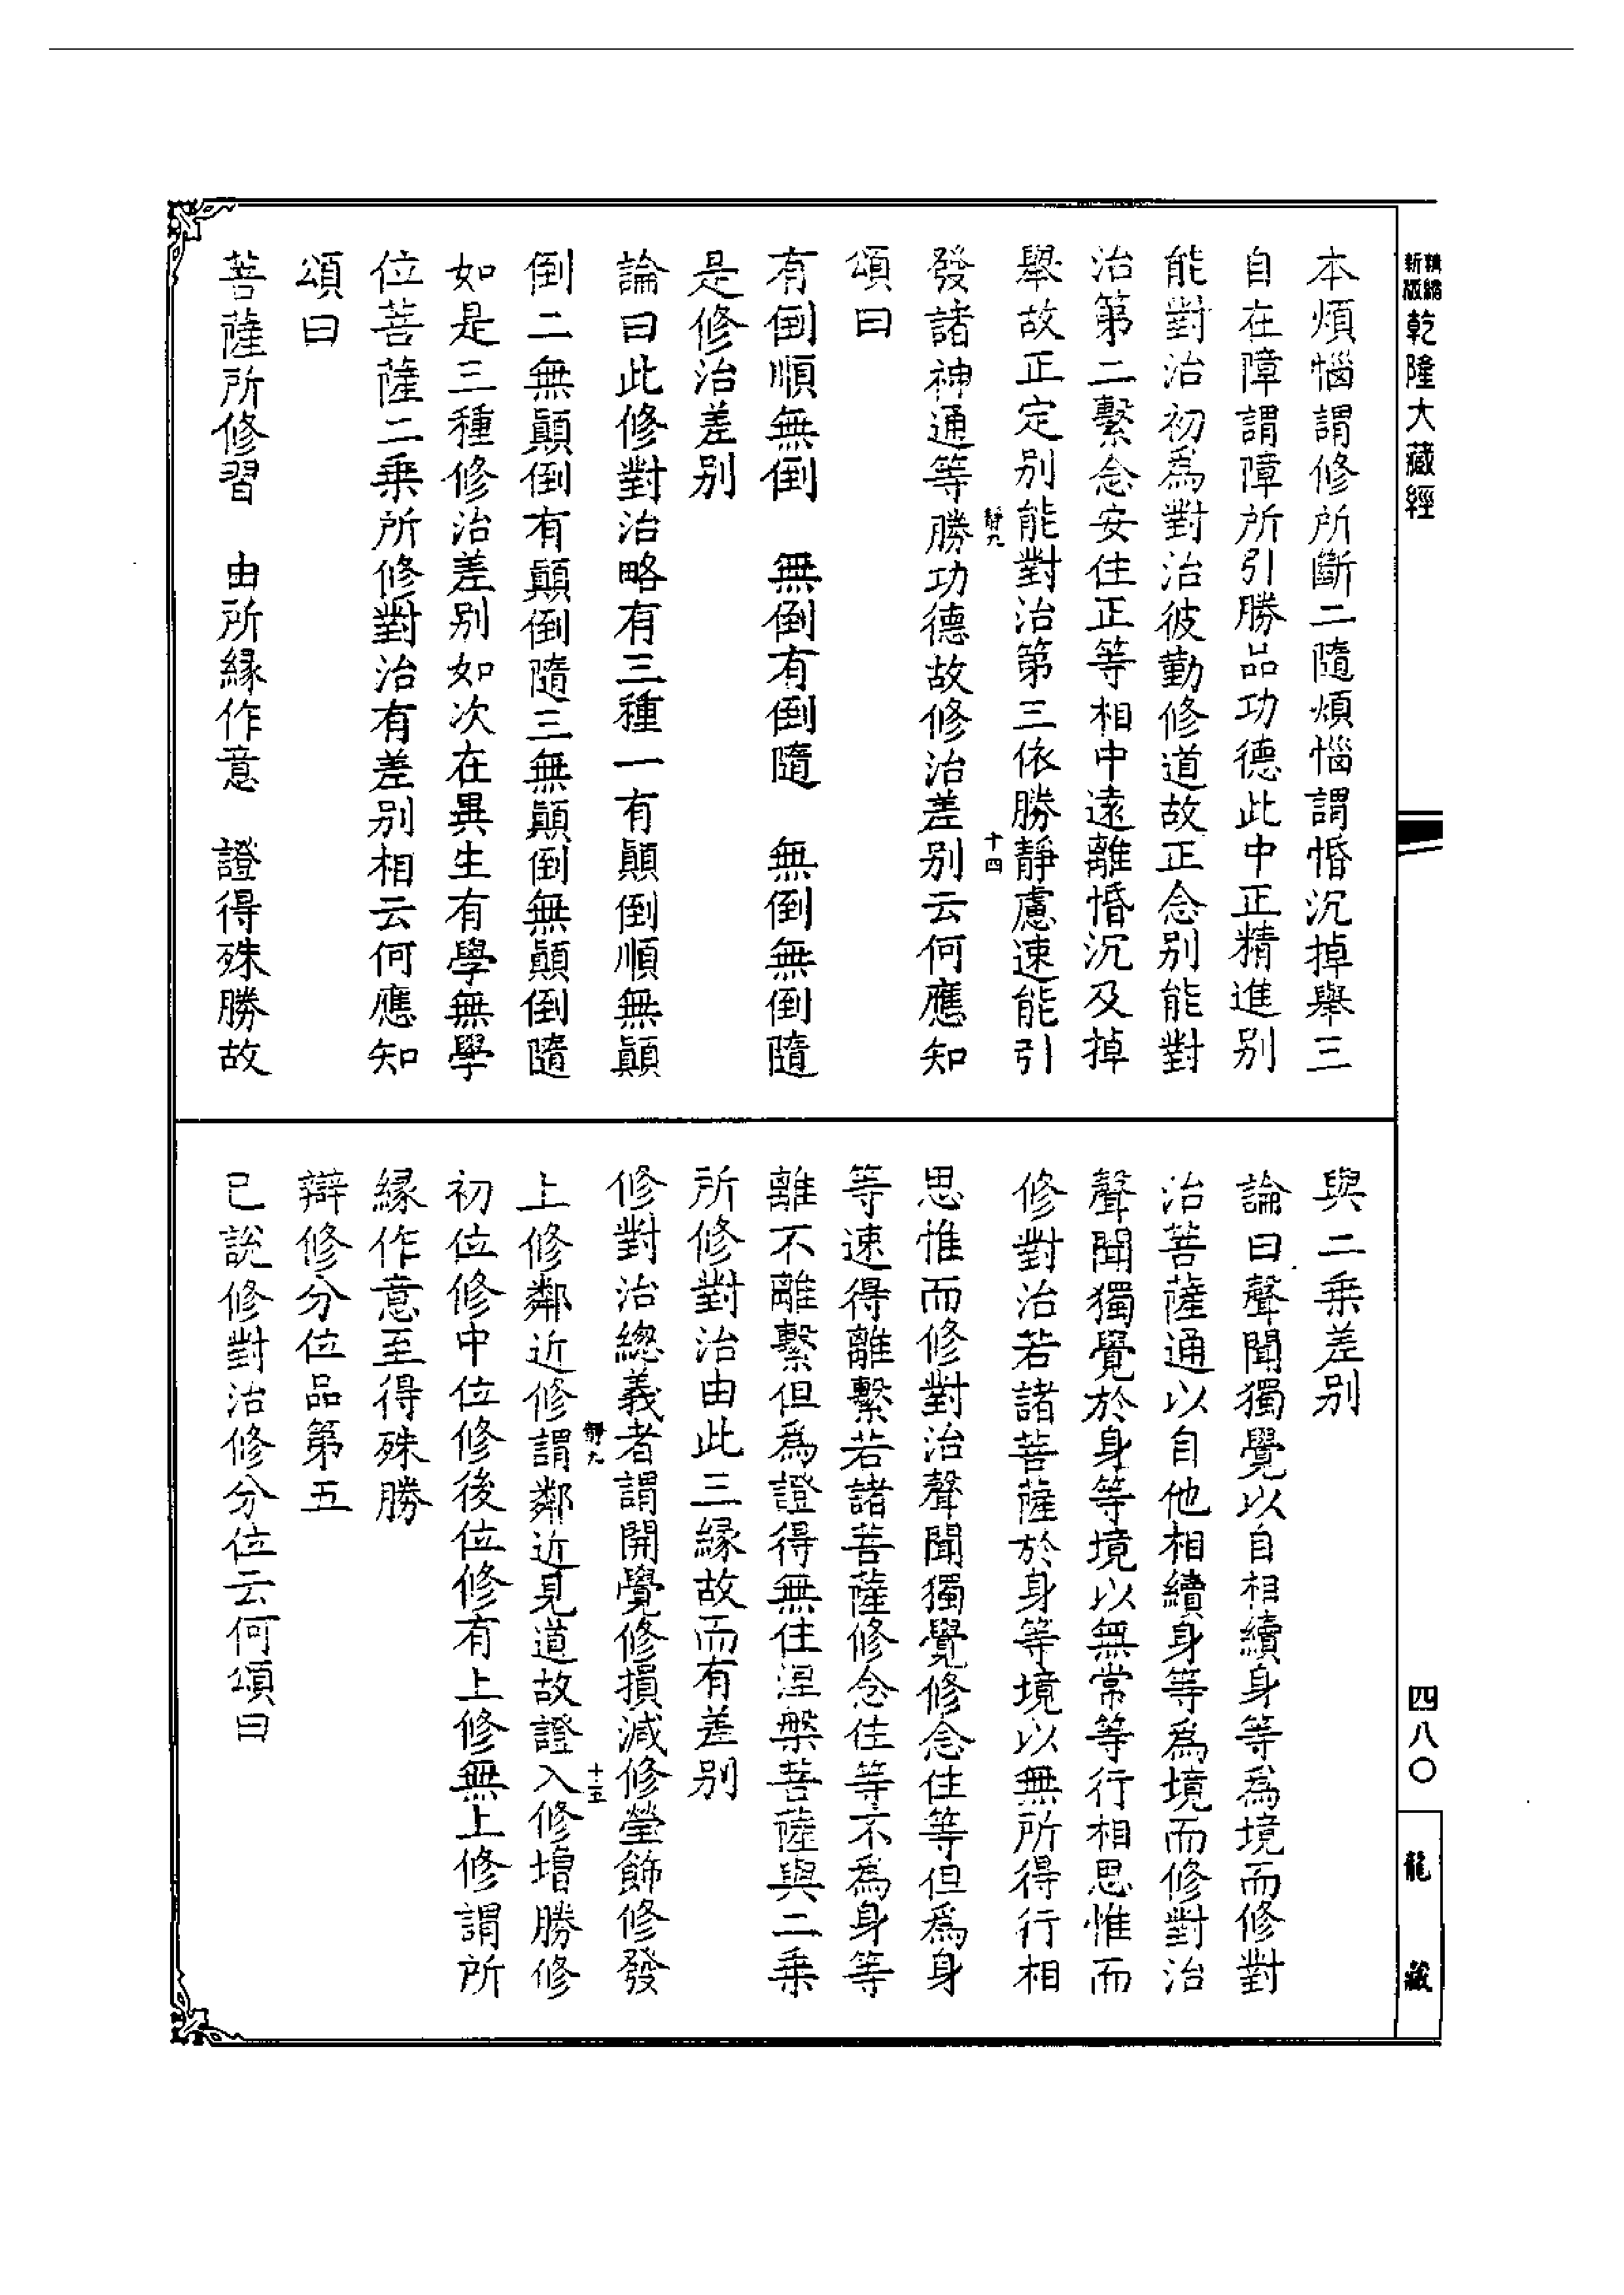 精縮
新版
乾隆大藏經
四八〇
龍藏
本煩惱謂修所斷二隨煩惱謂惛沉掉舉三
自在障謂障所引勝品功德此中正精進別
能對治初為對治彼勤修道故正念別能對
治第二繫念安住正等相中遠離惛沉及掉
舉故正定別能對治第三依勝靜慮速能引
靜九
十四
發諸神通等勝功德故修治差別云何應知
頌曰
有倒順無倒　無倒有倒隨　無倒無倒隨
是修治差別
論曰此修對治略有三種一有顛倒順無顛
倒二無顛倒有顛倒隨三無顛倒無顛倒隨
如是三種修治差別如次在異生有學無學
位菩薩二乘所修對治有差別相云何應知
頌曰
菩薩所修習　由所緣作意　證得殊勝故
與二乘差別
論曰聲聞獨覺以自相續身等為境而修對
治菩薩通以自他相續身等為境而修對治
聲聞獨覺於身等境以無常等行相思惟而
修對治若諸菩薩於身等境以無所得行相
思惟而修對治聲聞獨覺修念住等但為身
等速得離繫若諸菩薩修念住等不為身等
離不離繫但為證得無住涅槃菩薩與二乘
所修對治由此三緣故而有差別
修對治總義者謂開覺修損減修瑩飾修發
靜九
十五
上修鄰近修謂鄰近見道故證入修增勝修
初位修中位修後位修有上修無上修謂所
緣作意至得殊勝
辯修分位品第五
已說修對治修分位云何頌曰